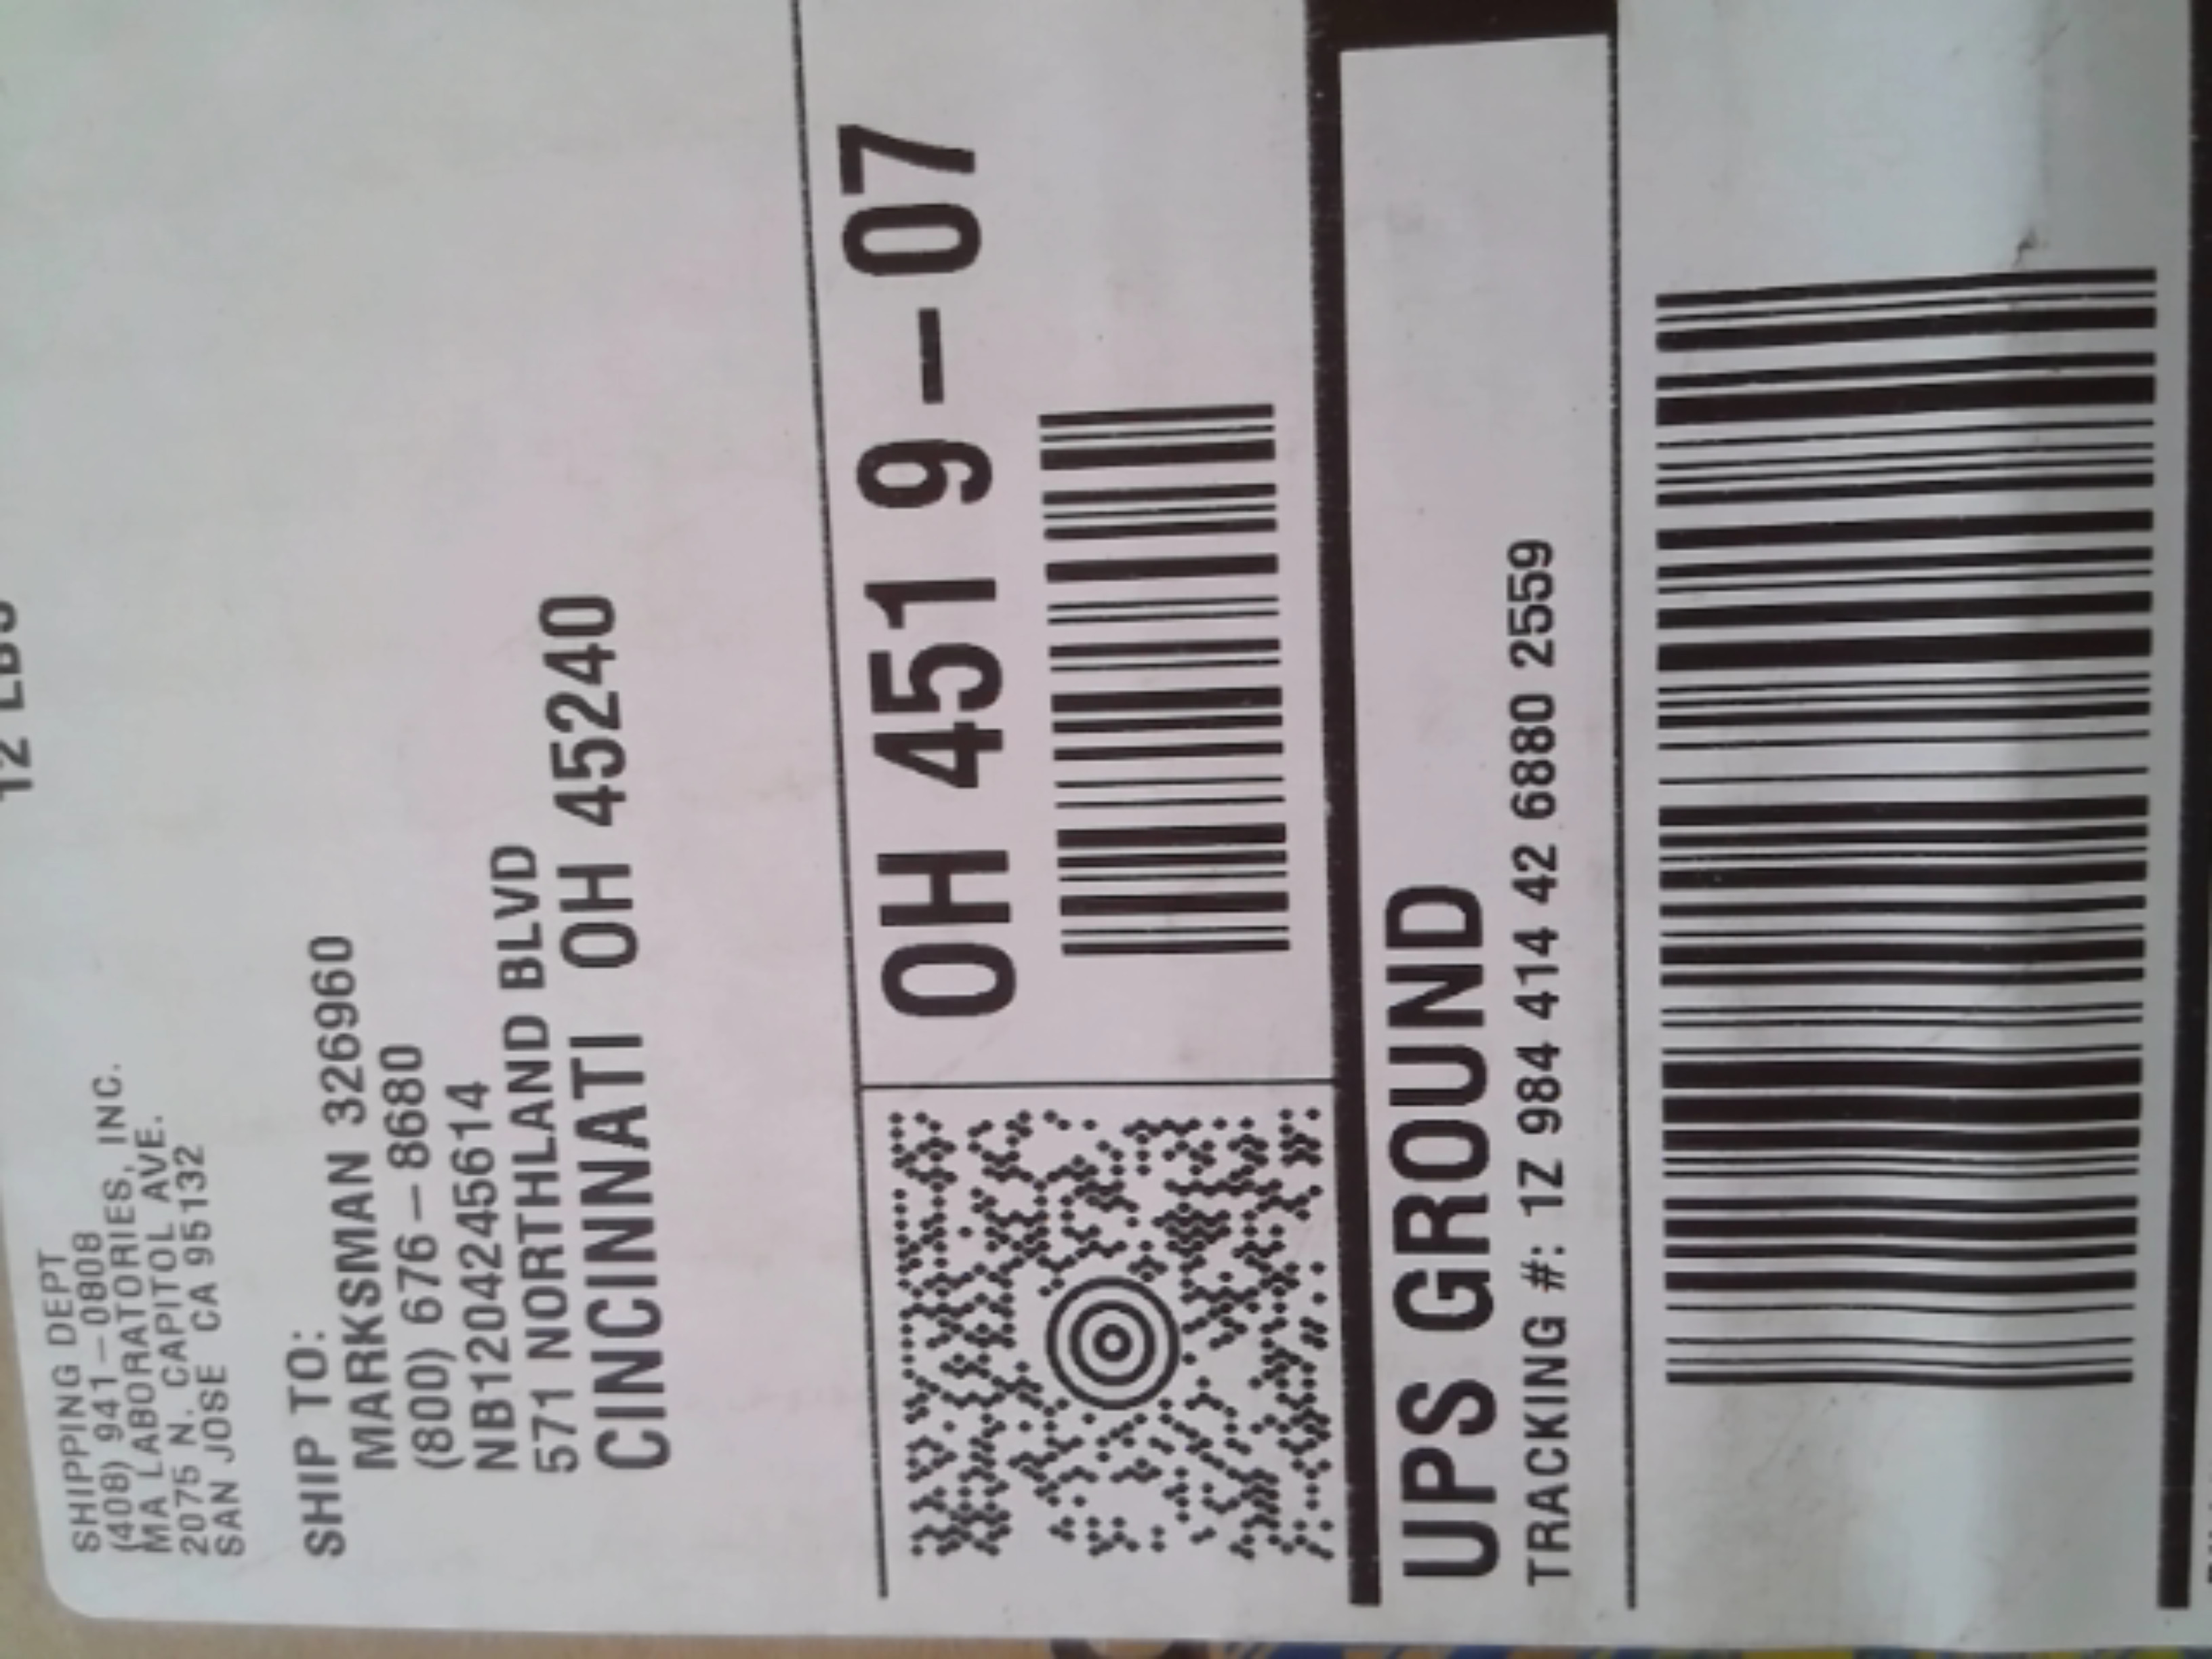 12 LBS
SHIPPING DEPT
(408) 941-0808
MA LABORATORIES, INC.
2075 N. CAPITOL AVE.
SAN JOSE CA 95132
SHIP TO:
MARKSMAN 326960
(800) 676-8680
NB1204245614
571 NORTHLAND BLVD
CINCINNATI OH 45240
OH 451 9-07
UPS GROUND
TRACKING #: 1Z 984 414 42 6880 2559